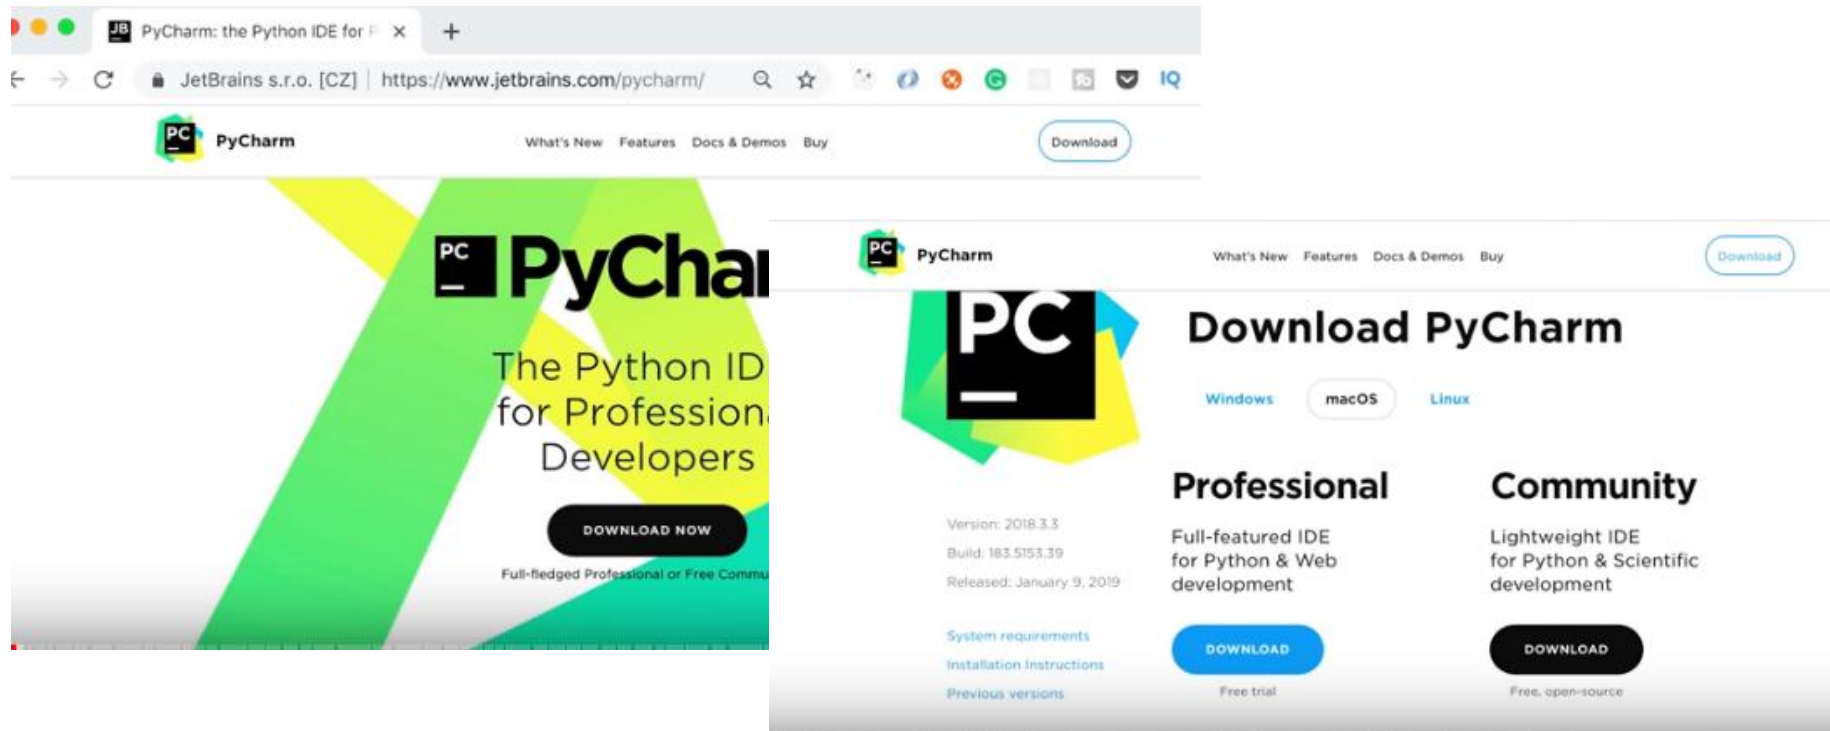 JB PyCharm: the Python IDE for P
JetBrains s.r.o. [CZ] https://www.jetbrains.com/pycharm/ IQ
PC PyCharm What's New Features Docs & Demos Buy Download
PC PyChar
The Python ID
for Profession
Developers
DOWNLOAD NOW
Full-fledged Professional or Free Commu
PC PyCharm What's New Features Docs & Demos Buy Download
PC
Download PyCharm
Windows macOS Linux
Version: 2018.3.3
Build: 183.5153.39
Released: January 9, 2019
System requirements
Installation Instructions
Previous versions
Professional
Full-featured IDE
for Python & Web
development
DOWNLOAD
Free trial
Community
Lightweight IDE
for Python & Scientific
development
DOWNLOAD
Free, open-source